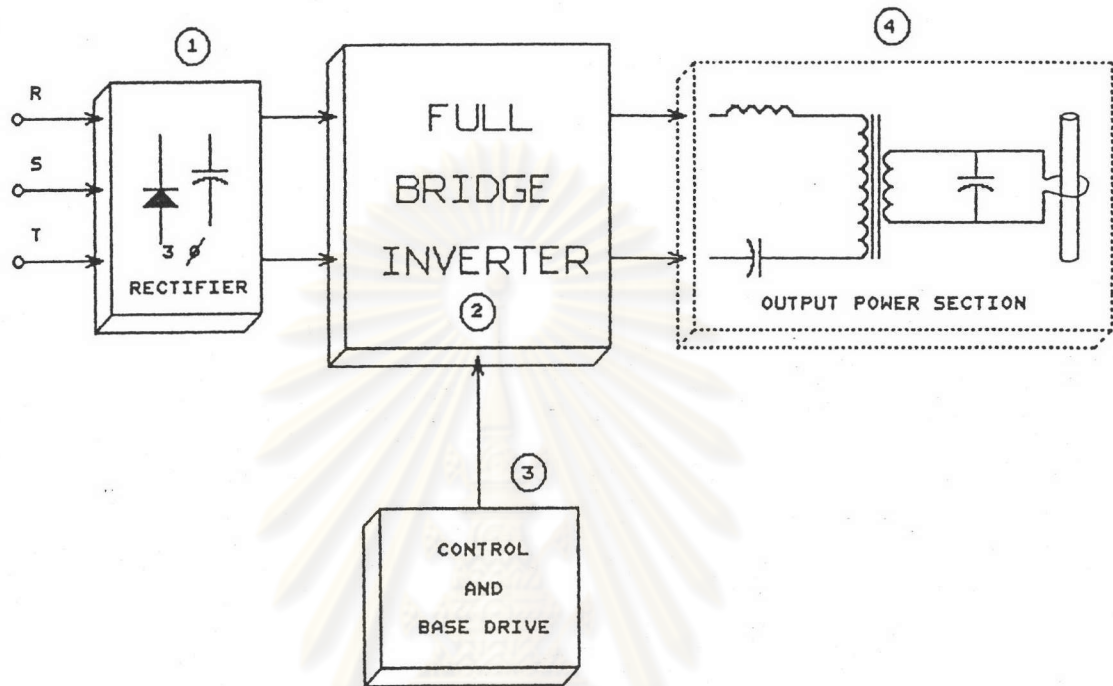 1
4
R
S
T
3 ø
RECTIFIER
FULL
BRIDGE
INVERTER
2
OUTPUT POWER SECTION
3
CONTROL
AND
BASE DRIVE